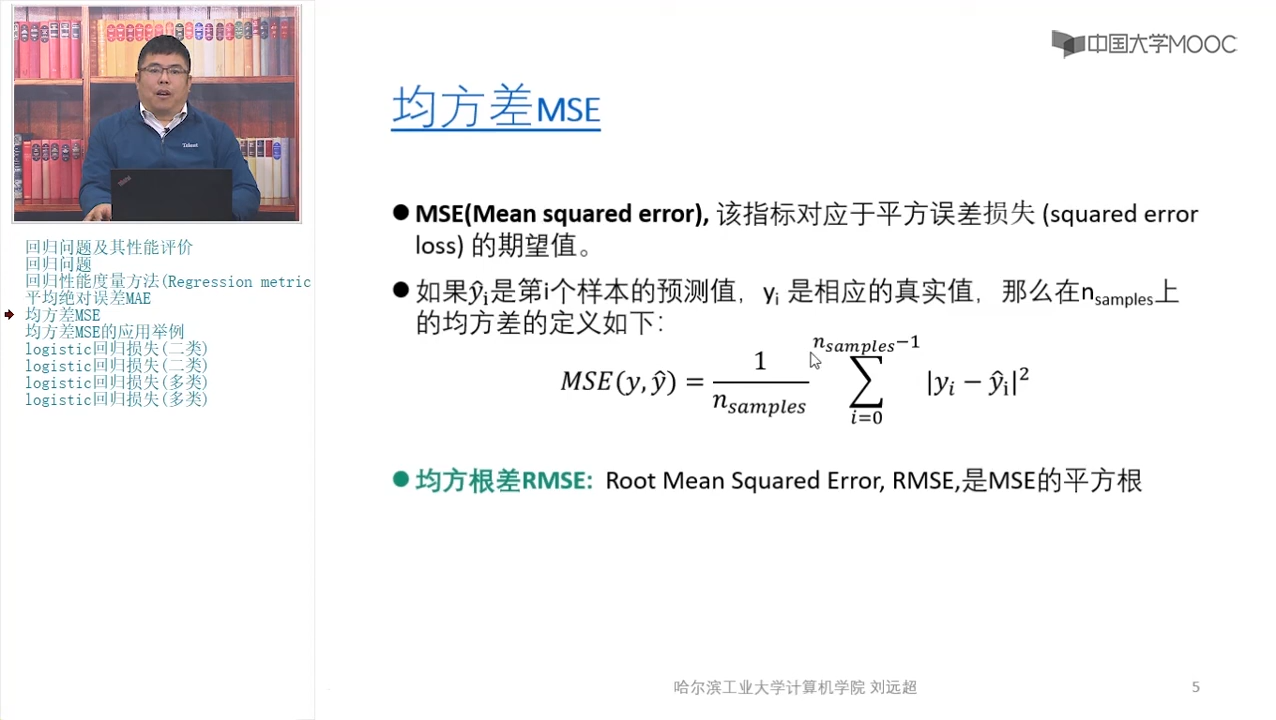 中国大学MOOC
均方差MSE
Tabset
ThinkPad
回归问题及其性能评价
回归问题
回归性能度量方法(Regression metric
平均绝对误差MAE
均方差MSE
均方差MSE的应用举例
logistic回归损失(二类)
logistic回归损失(二类)
logistic回归损失(多类)
logistic回归损失(多类)
●MSE(Mean squared error), 该指标对应于平方误差损失 (squared error
loss) 的期望值。
●如果ŷᵢ是第i个样本的预测值，yᵢ 是相应的真实值，那么在n_samples上
的均方差的定义如下：
MSE(y, ŷ) = \frac{1}{n_{samples}} \sum_{i=0}^{n_{samples}-1} |y_i − ŷ_i|^2
●均方根差RMSE: Root Mean Squared Error, RMSE,是MSE的平方根
哈尔滨工业大学计算机学院 刘远超
5